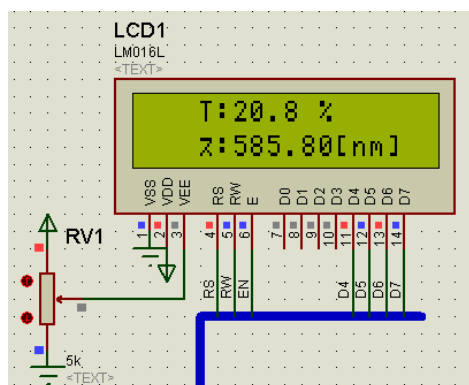 LCD1
LM016L
<TEXT>
T:20.8 %
:585.80[nm]
VSS VDD VEE RS RW E D0 D1 D2 D3 D4 D5 D6 D7
1 2 3 4 5 6 7 8 9 10 11 12 13 14
RV1
RS RW EN D4 D5 D6 D7
5k
<TEXT>